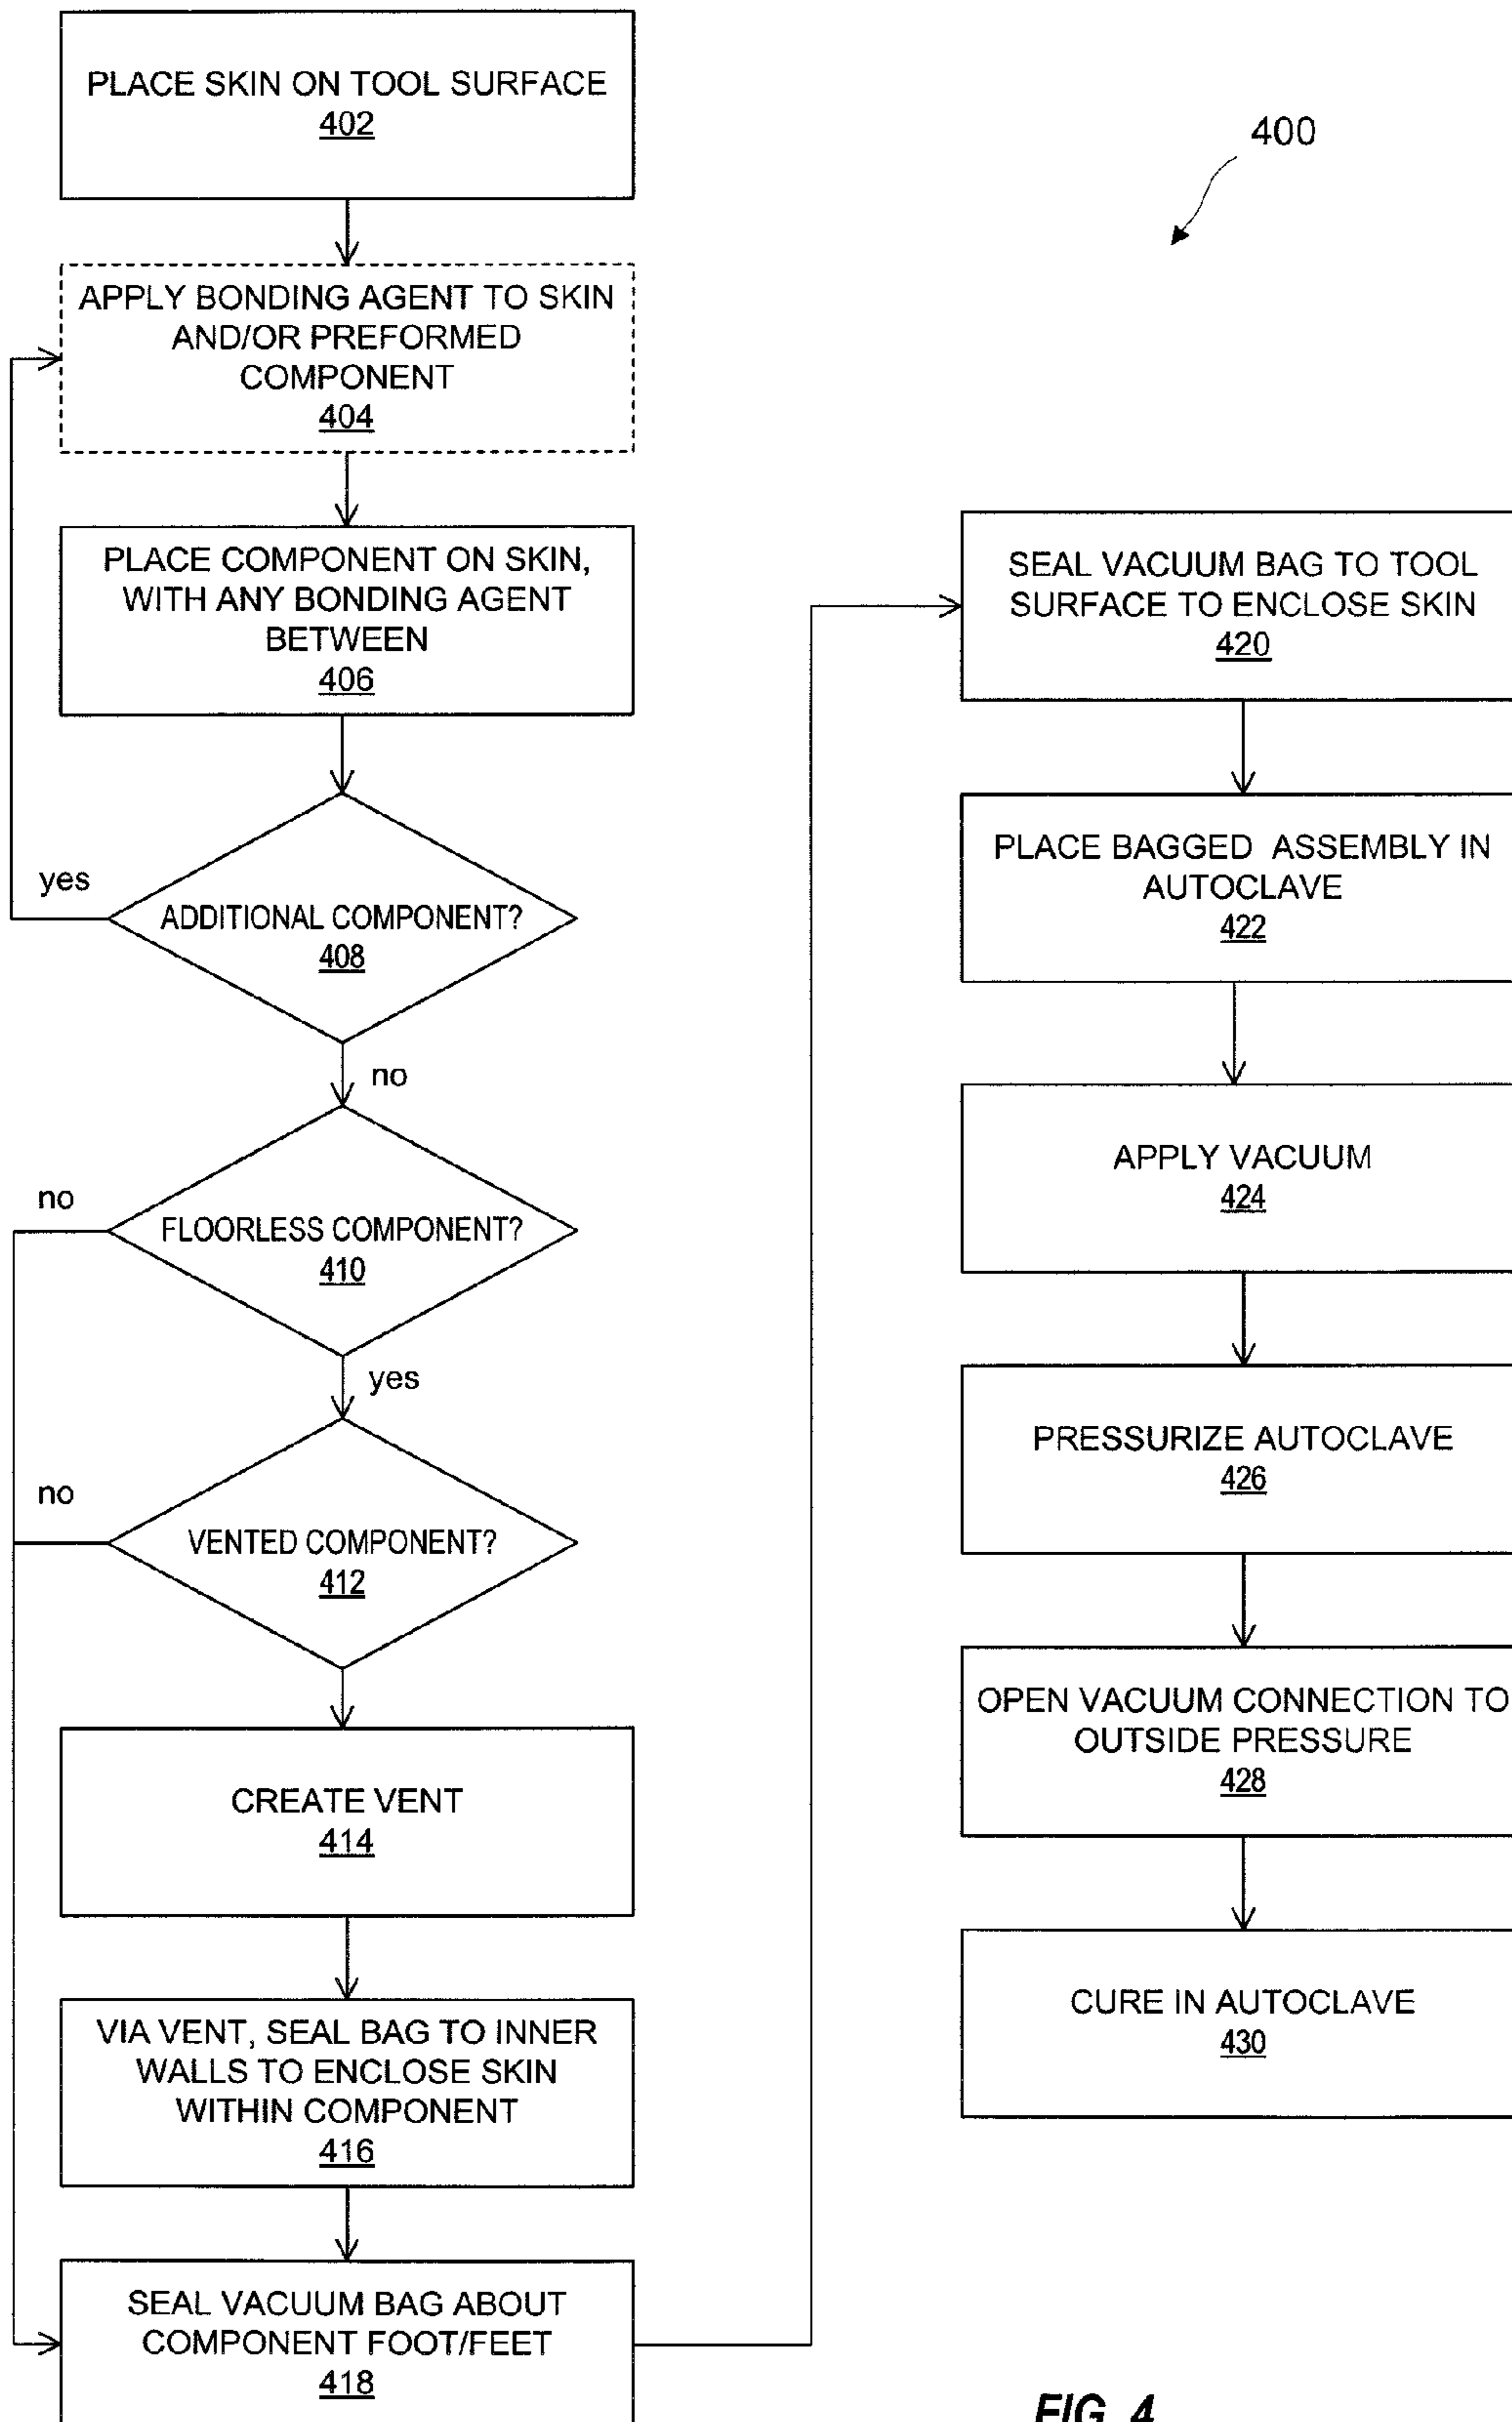 PLACE SKIN ON TOOL SURFACE
402
400
APPLY BONDING AGENT TO SKIN
AND/OR PREFORMED
COMPONENT
404
PLACE COMPONENT ON SKIN,
WITH ANY BONDING AGENT
BETWEEN
406
yes
ADDITIONAL COMPONENT?
408
no
no
FLOORLESS COMPONENT?
410
yes
no
VENTED COMPONENT?
412
CREATE VENT
414
VIA VENT, SEAL BAG TO INNER
WALLS TO ENCLOSE SKIN
WITHIN COMPONENT
416
SEAL VACUUM BAG ABOUT
COMPONENT FOOT/FEET
418
SEAL VACUUM BAG TO TOOL
SURFACE TO ENCLOSE SKIN
420
PLACE BAGGED ASSEMBLY IN
AUTOCLAVE
422
APPLY VACUUM
424
PRESSURIZE AUTOCLAVE
426
OPEN VACUUM CONNECTION TO
OUTSIDE PRESSURE
428
CURE IN AUTOCLAVE
430
FIG. 4